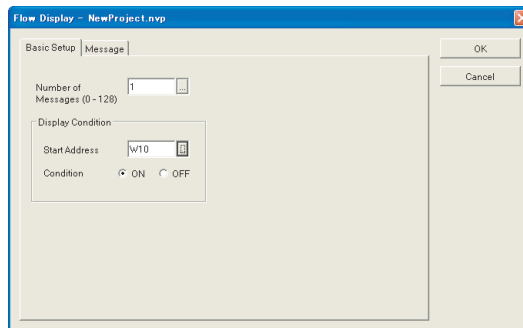 Flow Display - NewProject.nvp
Basic Setup
Message
OK
Cancel
Number of
Messages (0 - 128)
1
...
Display Condition
Start Address
W10
Condition
ON
OFF